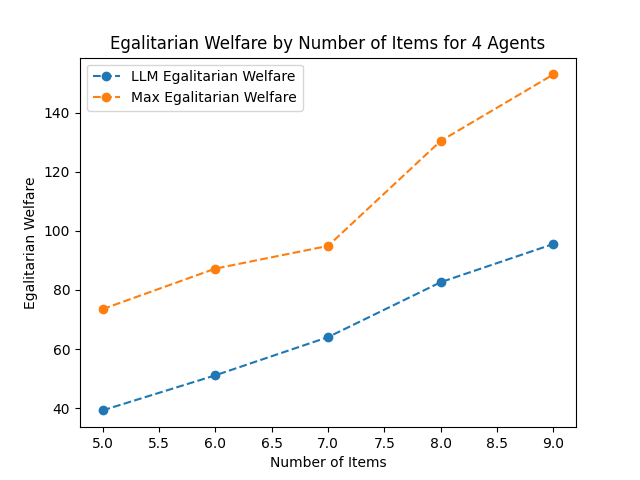 Egalitarian Welfare by Number of Items for 4 Agents
LLM Egalitarian Welfare
Max Egalitarian Welfare
140
120
100
80
60
40
Egalitarian Welfare
5.0 5.5 6.0 6.5 7.0 7.5 8.0 8.5 9.0
Number of Items